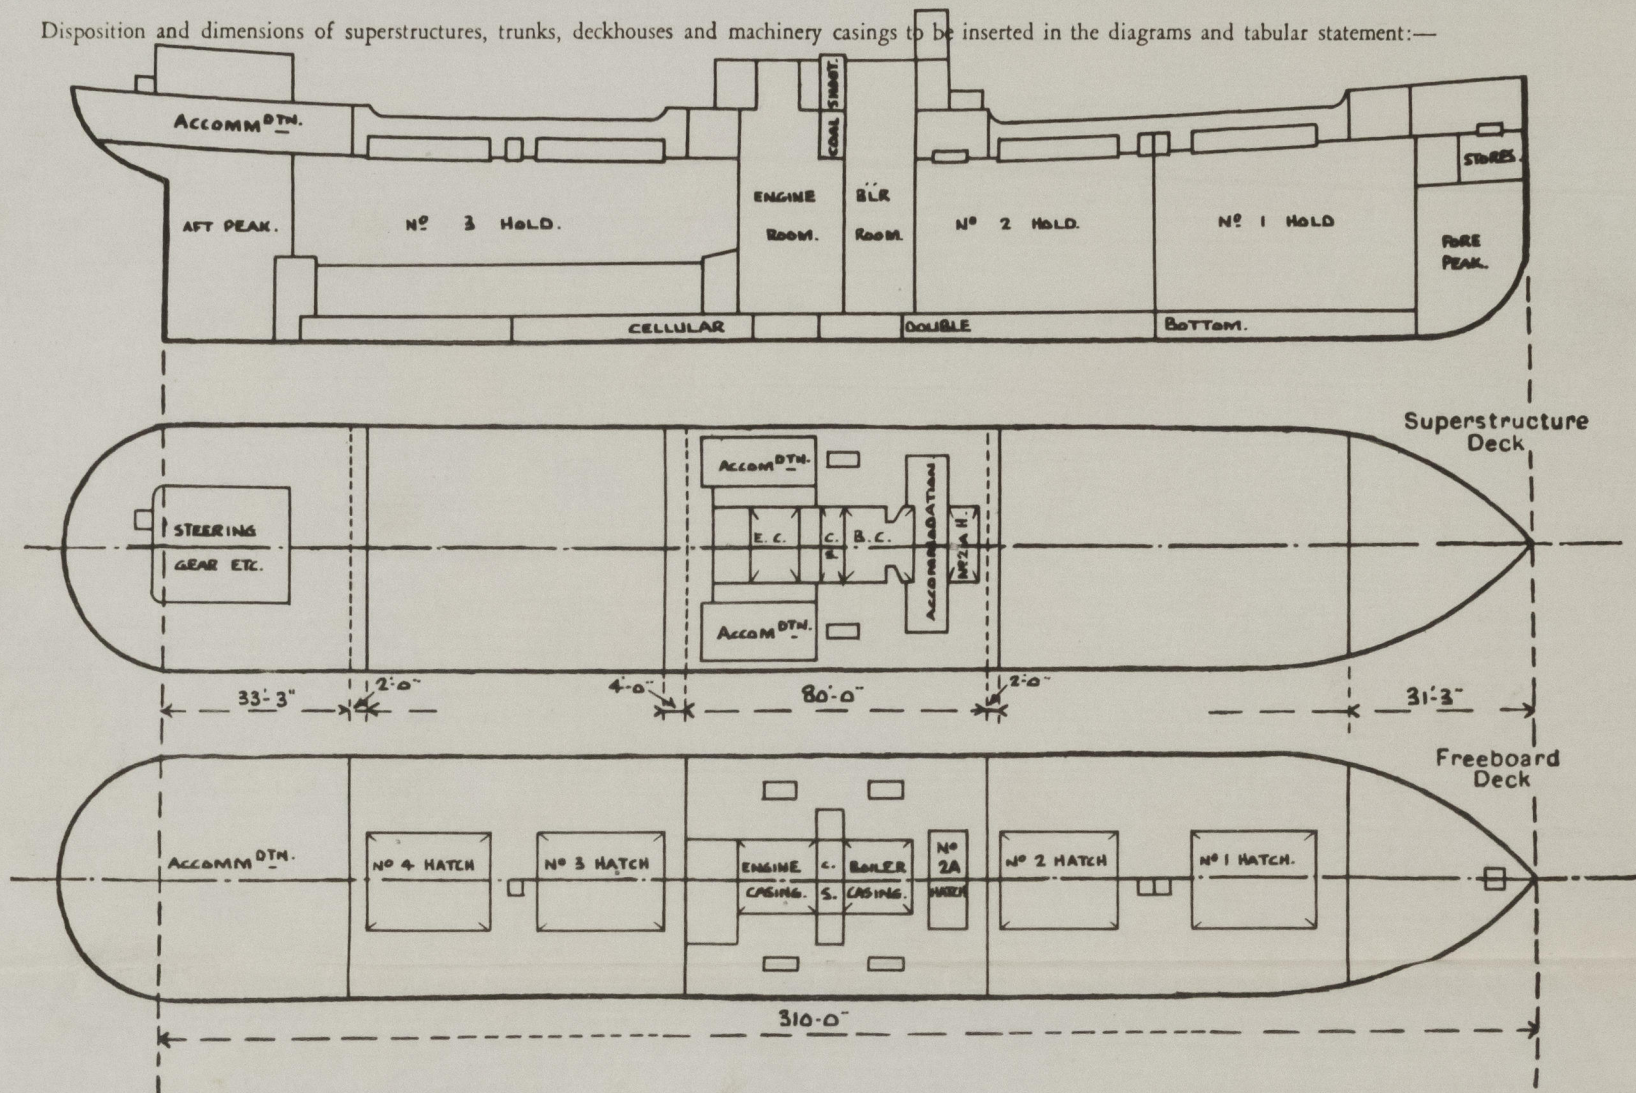 Disposition and dimensions of superstructures, trunks, deckhouses and machinery casings to be inserted in the diagrams and tabular statement:—
ACCOMMDTN.
COAL SHOOT.
STORES.
AFT PEAK.
Nº 3 HOLD.
ENGINE
ROOM.
BLR
ROOM.
Nº 2 HOLD.
Nº 1 HOLD
FORE
PEAK.
CELLULAR
DOUBLE
BOTTOM.
Superstructure
Deck
STEERING
GEAR ETC.
ACCOMDTN.
E. C.
C.
B. C.
ACCOMMODATION
Nº 2A H.
ACCOMDTN.
33'-3"
2'-0"
4'-0"
80'-0"
2'-0"
31'-3"
Freeboard
Deck
ACCOMMDTN.
Nº 4 HATCH
Nº 3 HATCH
ENGINE
CASING.
C.
S.
BOILER
CASING.
Nº
2A
HATCH
Nº 2 HATCH
Nº 1 HATCH.
310'-0"